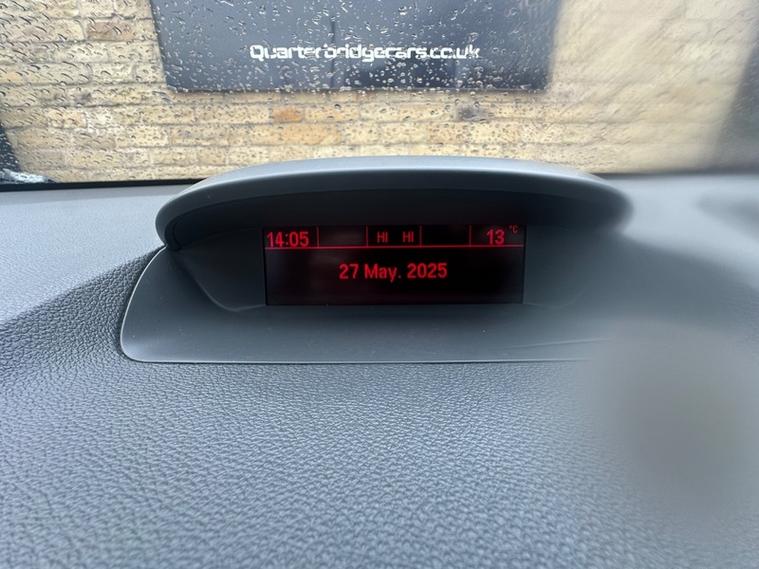 Quarterbridgecars.co.uk
14:05 HI HI 13 °C
27 May. 2025